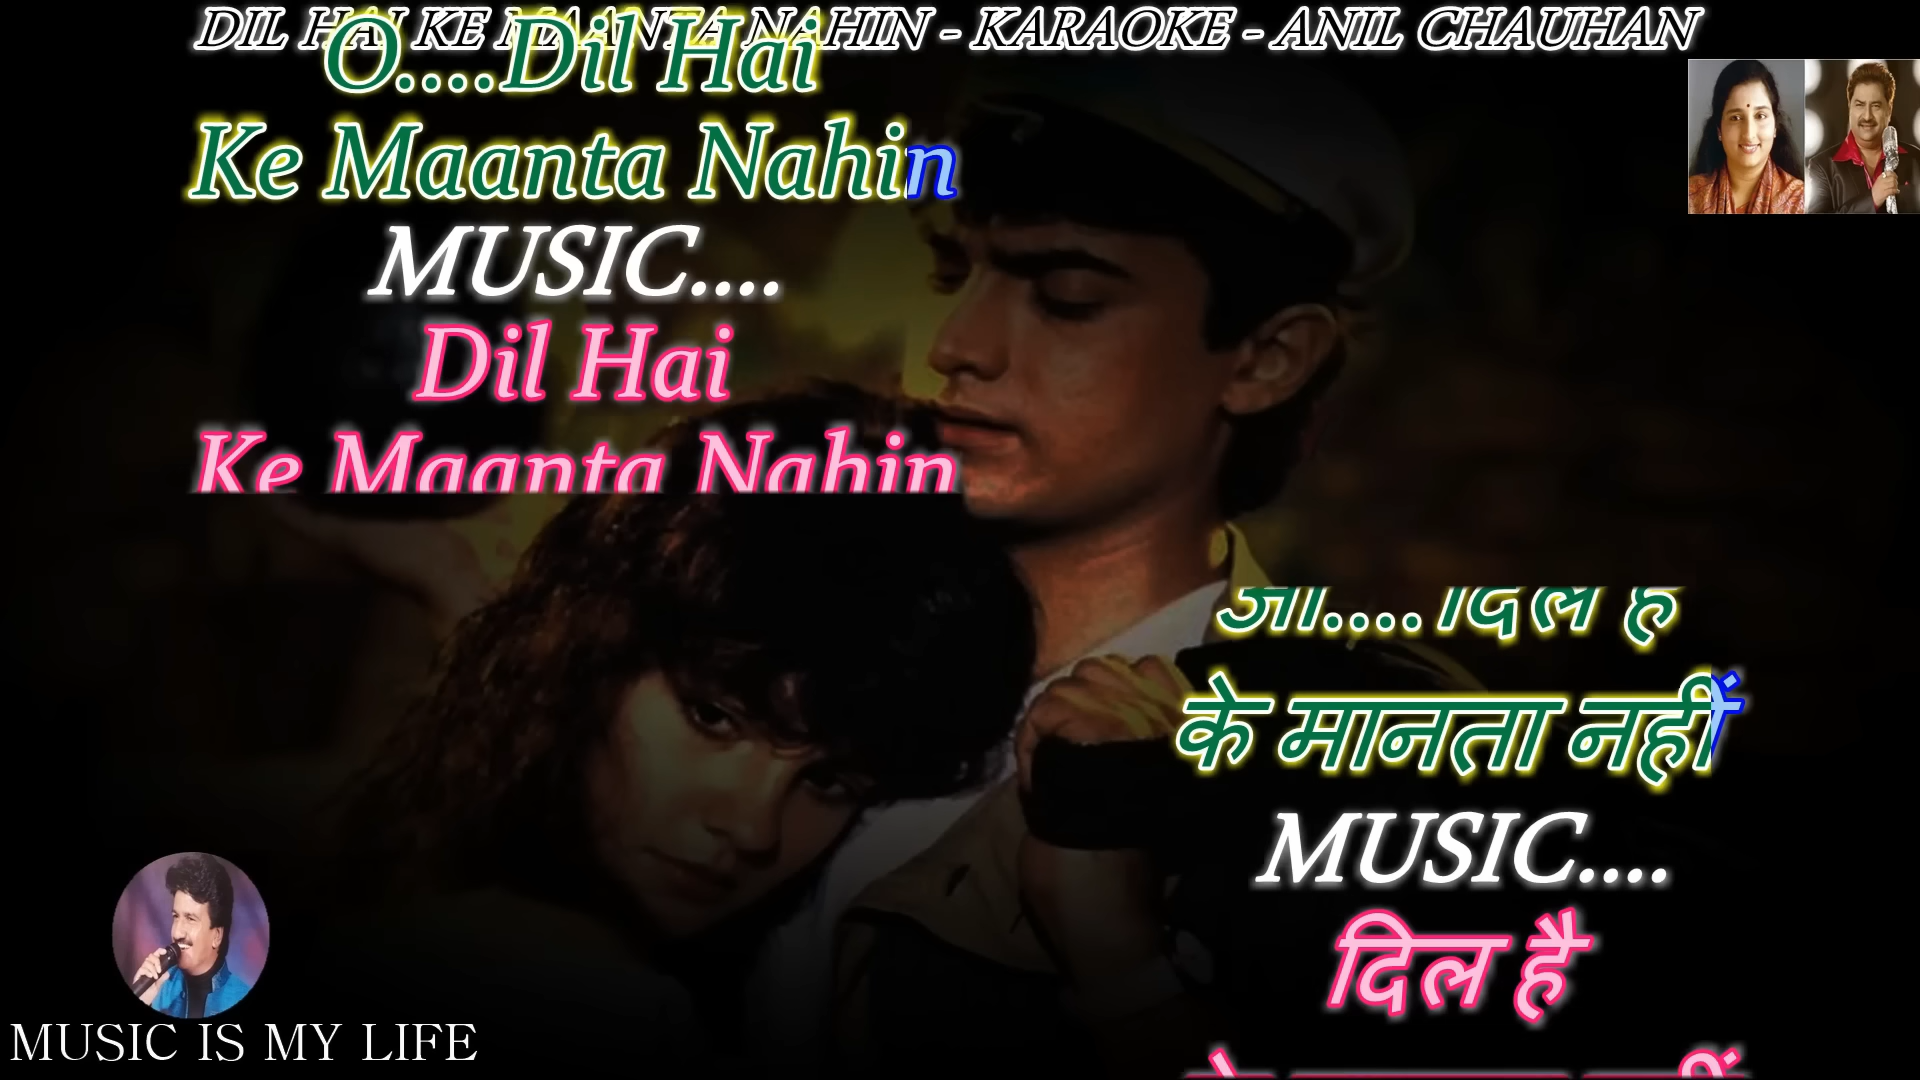 DIL HAI KE MAANTA NAHIN - KARAOKE - ANIL CHAUHAN
O....Dil Hai
Ke Maanta Nahin
MUSIC....
Dil Hai
Ke Maanta Nahin
ओ....दिल है
के मानता नहीं
MUSIC....
दिल है
MUSIC IS MY LIFE